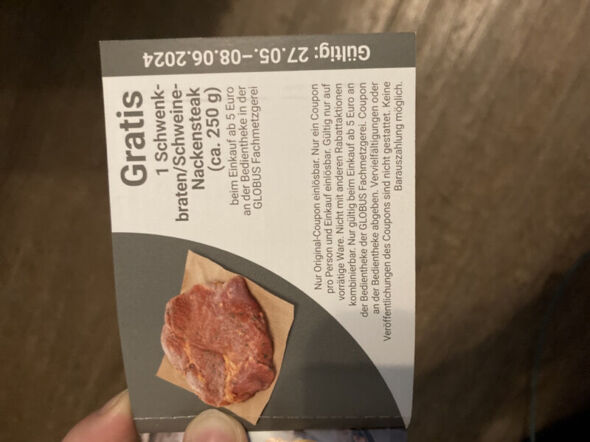 Gültig: 27.05.–08.06.2024
Gratis
1 Schwenk-
braten/Schweine-
Nackensteak
(ca. 250 g)
beim Einkauf ab 5 Euro
an der Bedientheke in der
GLOBUS Fachmetzgerei
Nur Original-Coupon einlösbar. Nur ein Coupon
pro Person und Einkauf einlösbar. Gültig nur auf
vorrätige Ware. Nicht mit anderen Rabattaktionen
kombinierbar. Nur gültig beim Einkauf ab 5 Euro an
der Bedientheke der GLOBUS Fachmetzgerei. Coupon
an der Bedientheke abgeben. Vervielfältigungen oder
Veröffentlichungen des Coupons sind nicht gestattet. Keine
Barauszahlung möglich.